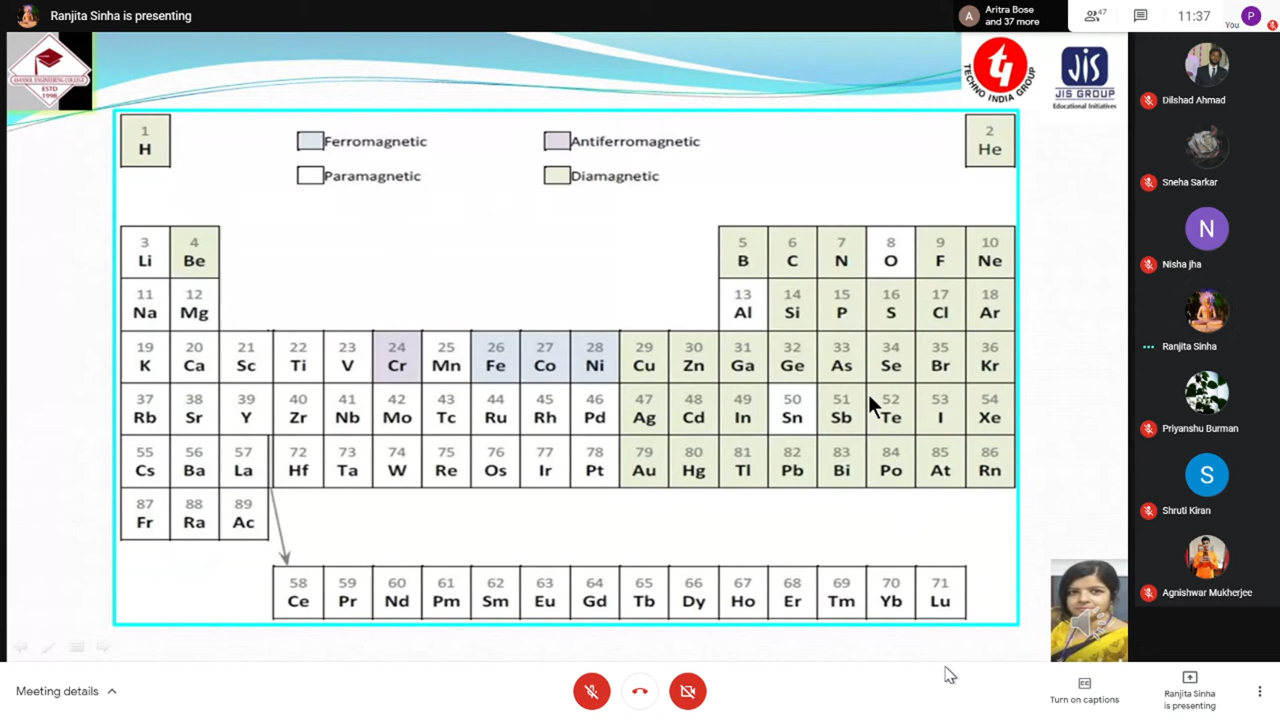 Ranjita Sinha is presenting
Aritra Bose
and 37 more
47
11:37
P
A
You
ASANSOL ENGINEERING COLLEGE
ESTD
1998
TECHNO INDIA GROUP
JIS
JIS GROUP
Educational Initiatives
1 2
H He
Ferromagnetic Antiferromagnetic
Paramagnetic Diamagnetic
3 4 5 6 7 8 9 10
Li Be B C N O F Ne
11 12 13 14 15 16 17 18
Na Mg Al Si P S Cl Ar
19 20 21 22 23 24 25 26 27 28 29 30 31 32 33 34 35 36
K Ca Sc Ti V Cr Mn Fe Co Ni Cu Zn Ga Ge As Se Br Kr
37 38 39 40 41 42 43 44 45 46 47 48 49 50 51 52 53 54
Rb Sr Y Zr Nb Mo Tc Ru Rh Pd Ag Cd In Sn Sb Te I Xe
55 56 57 72 73 74 75 76 77 78 79 80 81 82 83 84 85 86
Cs Ba La Hf Ta W Re Os Ir Pt Au Hg Tl Pb Bi Po At Rn
87 88 89
Fr Ra Ac
58 59 60 61 62 63 64 65 66 67 68 69 70 71
Ce Pr Nd Pm Sm Eu Gd Tb Dy Ho Er Tm Yb Lu
Dilshad Ahmad
Sneha Sarkar
N
Nisha jha
Ranjita Sinha
Priyanshu Burman
S
Shruti Kiran
Agnishwar Mukherjee
Meeting details
CC
Turn on captions
Ranjita Sinha
is presenting